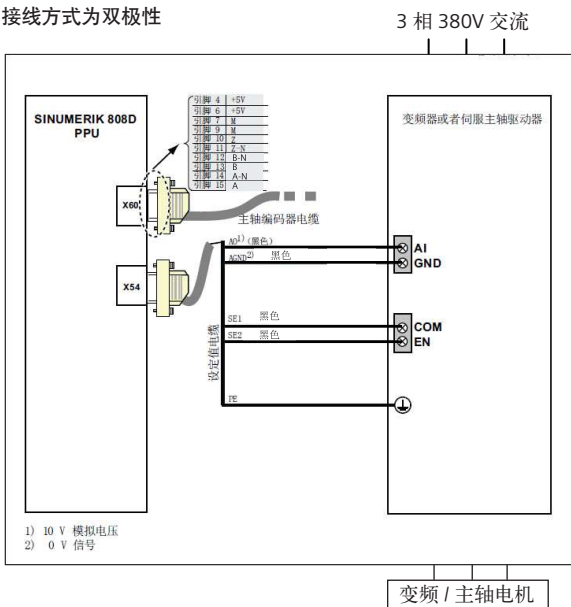 接线方式为双极性
3 相 380V 交流
SINUMERIK 808D
PPU
引脚 4 +5V
引脚 6 +5V
引脚 7 M
引脚 9 M
引脚 10 Z
引脚 11 Z-N
引脚 12 B-N
引脚 13 B
引脚 14 A-N
引脚 15 A
变频器或者伺服主轴驱动器
X60
主轴编码器电缆
AO1) (黑色)
AI
AGND2) 黑色
GND
X54
设定值电缆
SE1 黑色
COM
SE2 黑色
EN
PE
1) 10 V 模拟电压
2) 0 V 信号
变频 / 主轴电机